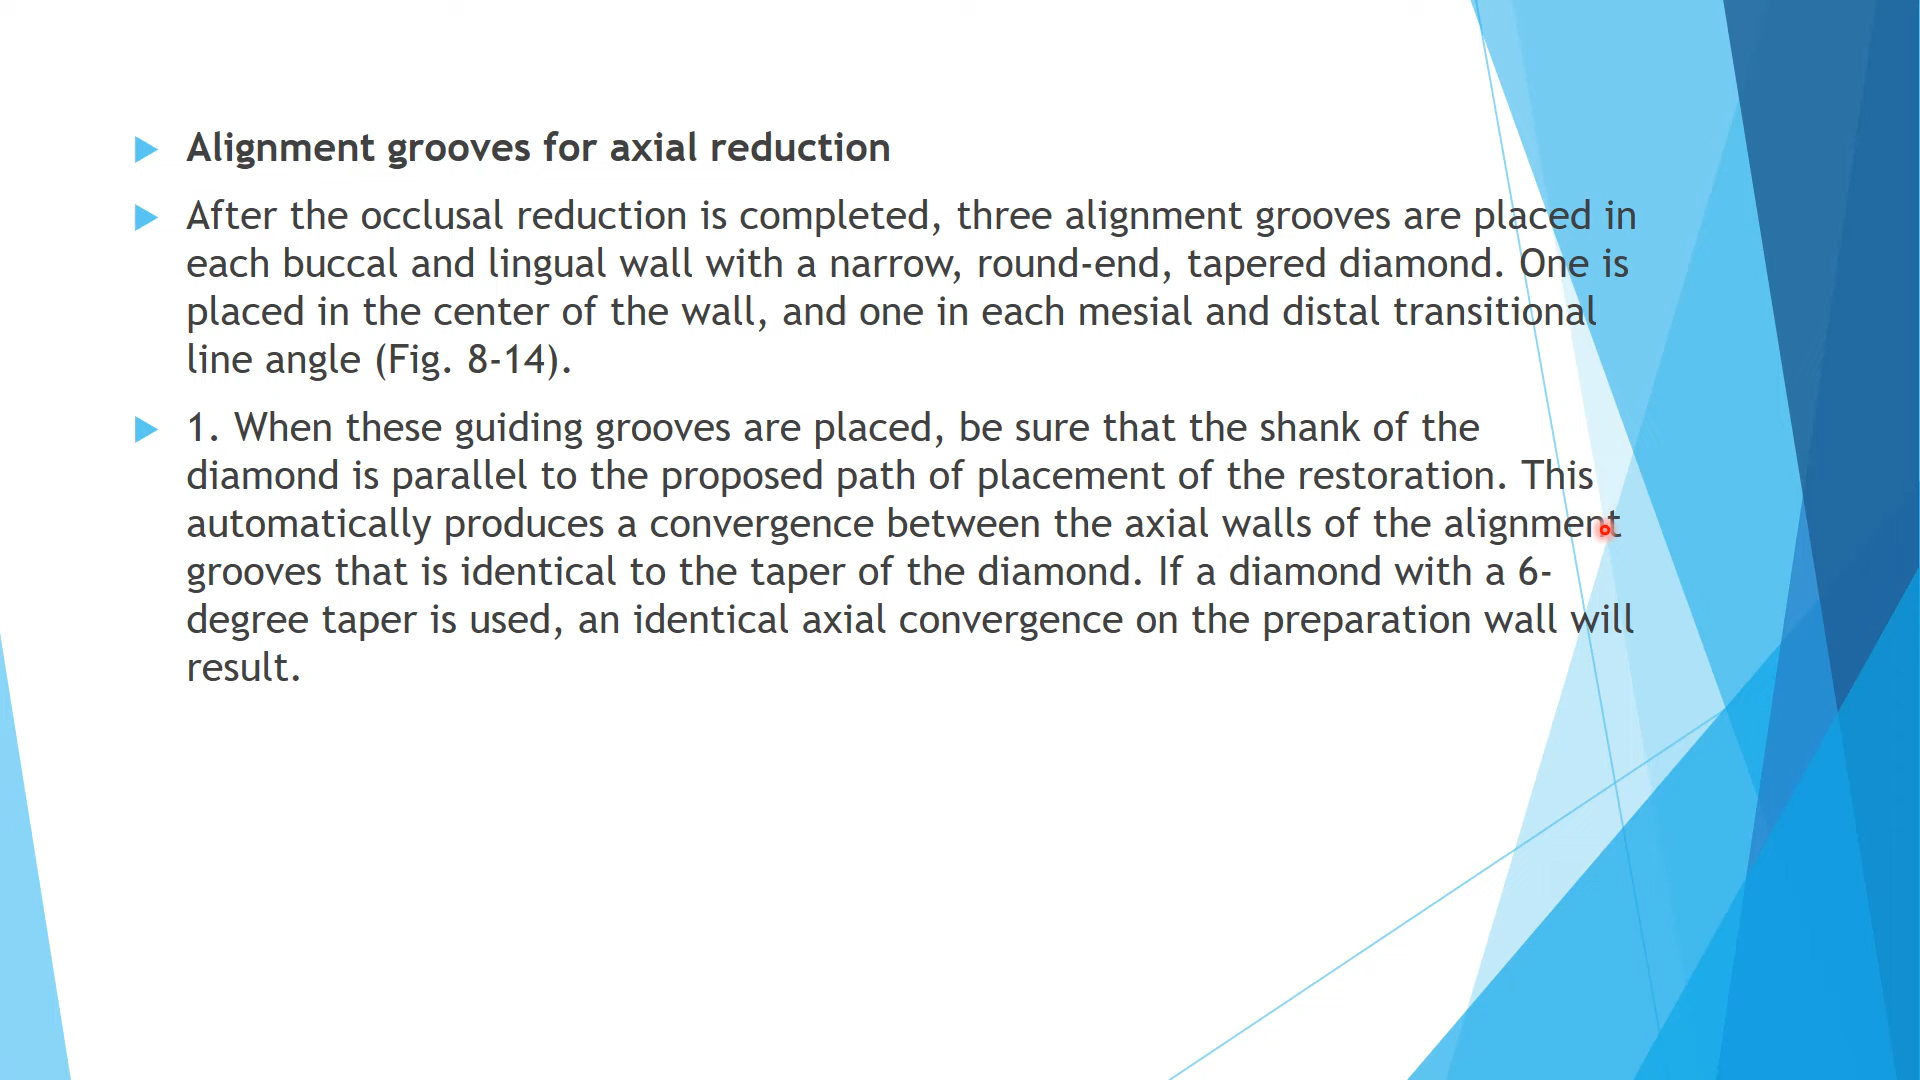 Alignment grooves for axial reduction
After the occlusal reduction is completed, three alignment grooves are placed in
each buccal and lingual wall with a narrow, round-end, tapered diamond. One is
placed in the center of the wall, and one in each mesial and distal transitional
line angle (Fig. 8-14).
1. When these guiding grooves are placed, be sure that the shank of the
diamond is parallel to the proposed path of placement of the restoration. This
automatically produces a convergence between the axial walls of the alignment
grooves that is identical to the taper of the diamond. If a diamond with a 6-
degree taper is used, an identical axial convergence on the preparation wall will
result.